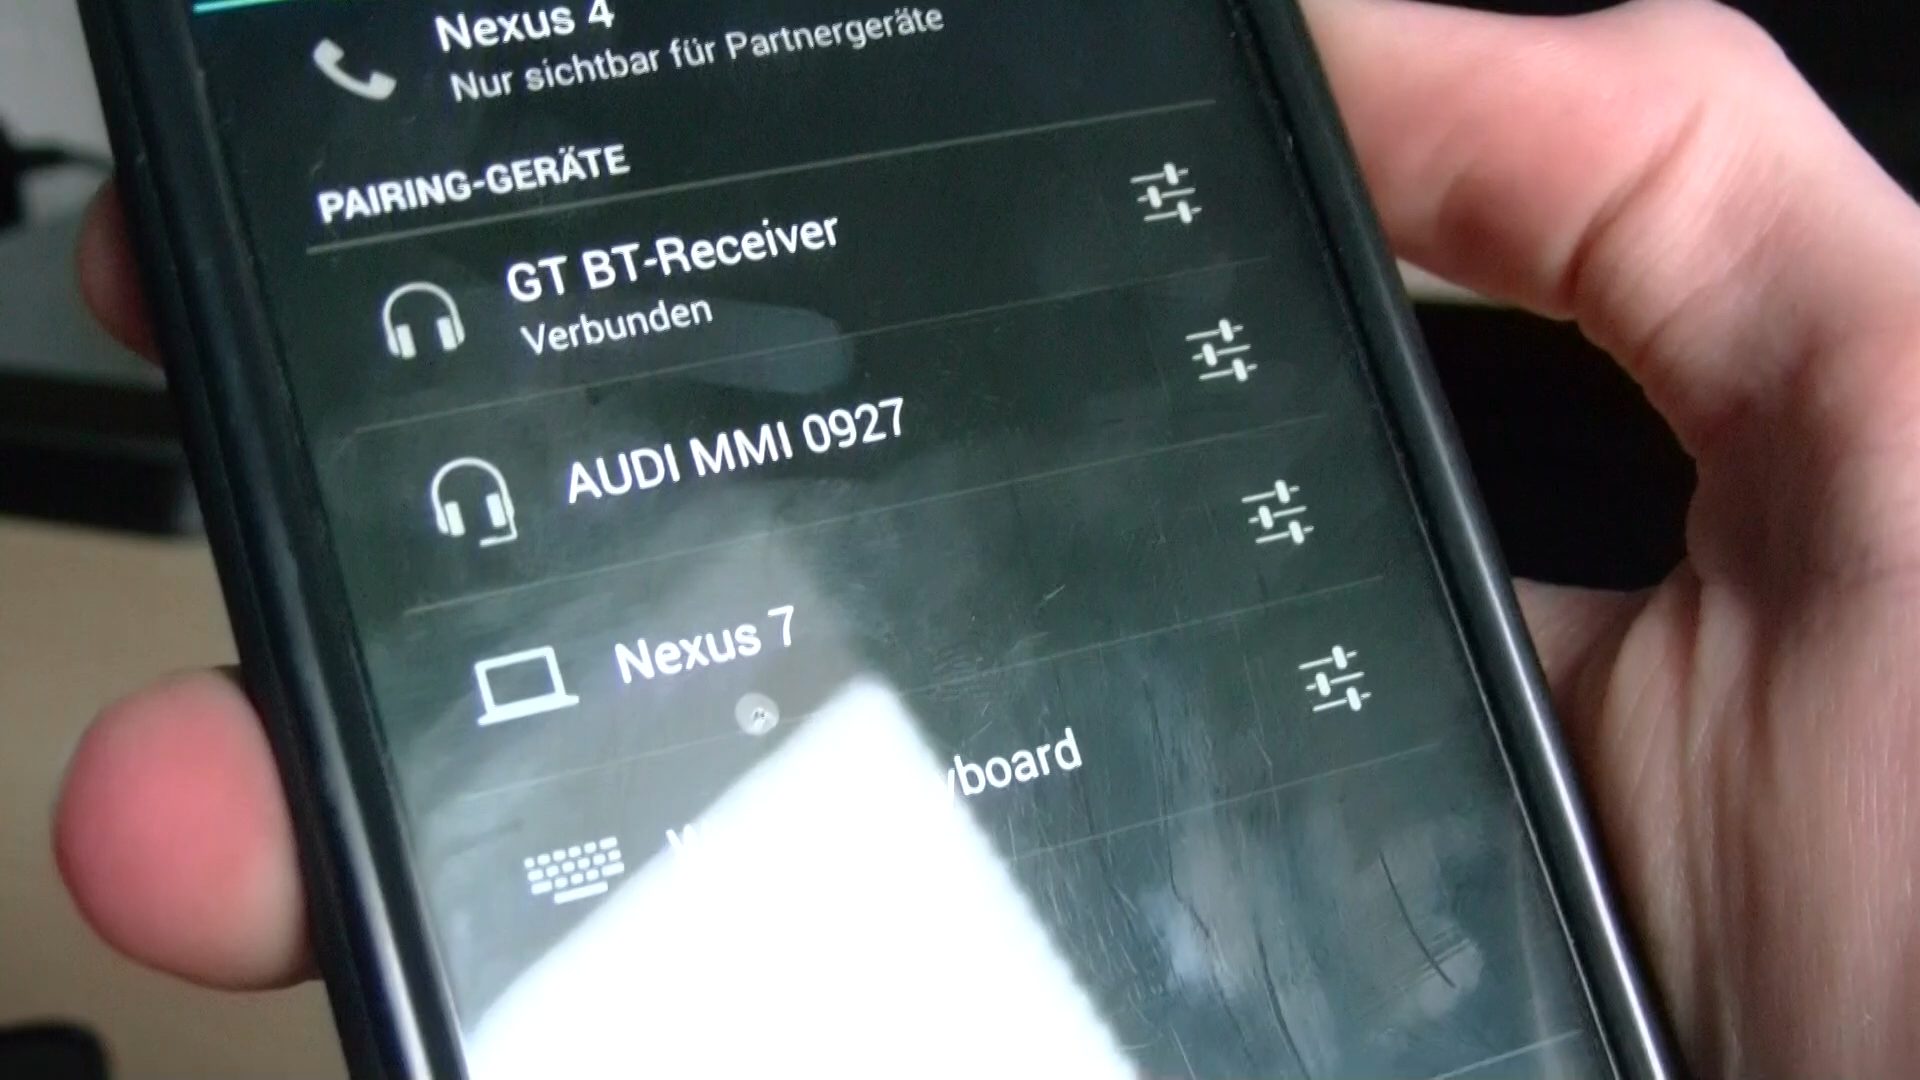 Nexus 4
Nur sichtbar für Partnergeräte
PAIRING-GERÄTE
GT BT-Receiver
Verbunden
AUDI MMI 0927
Nexus 7
yboard